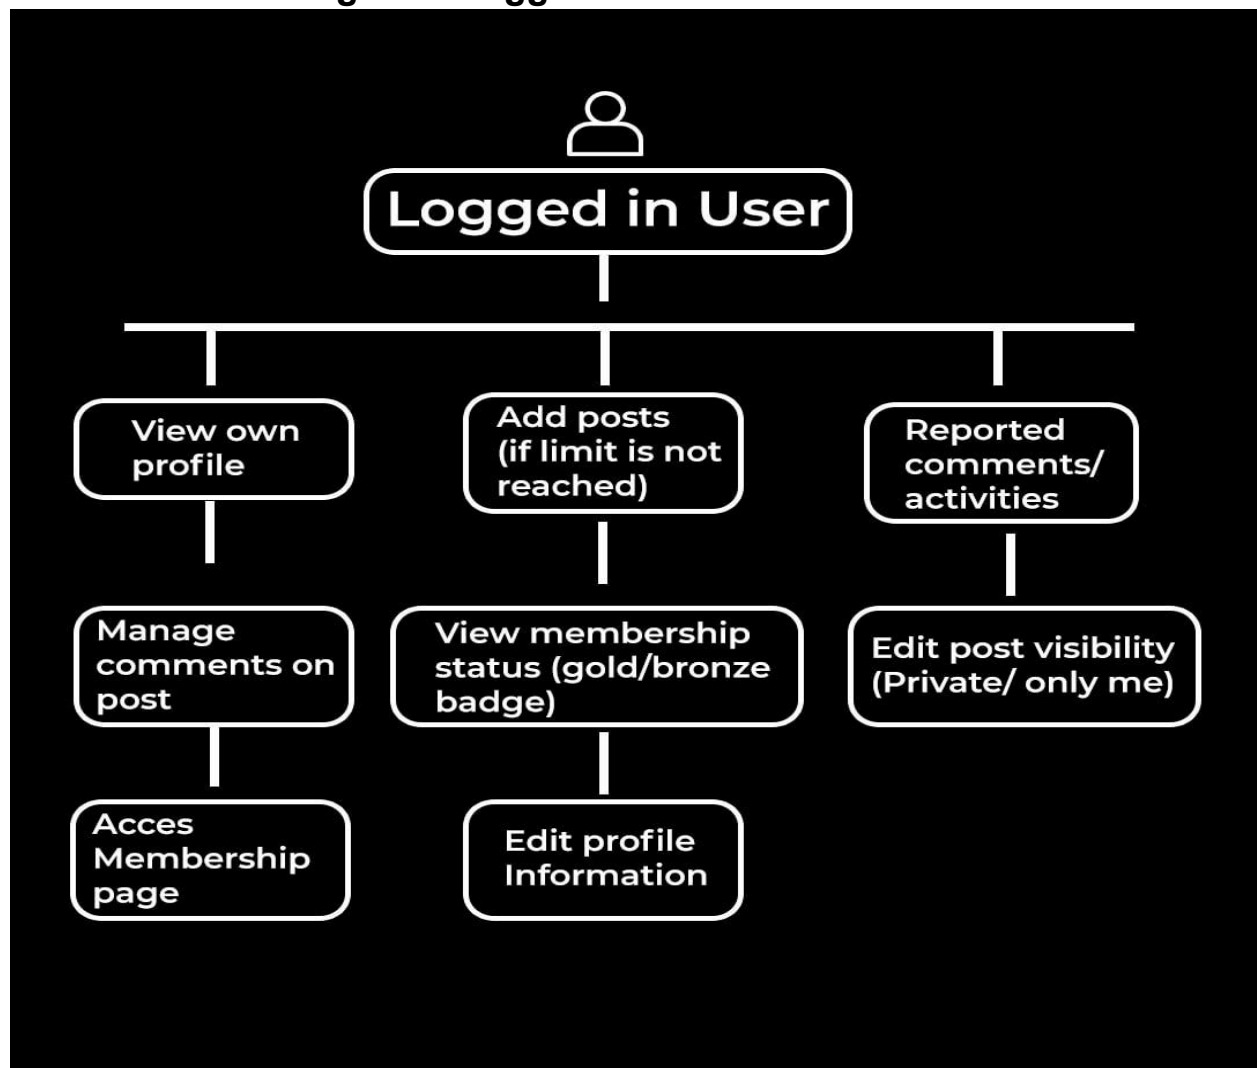 Logged in User
View own
profile
Add posts
(if limit is not
reached)
Reported
comments/
activities
Manage
comments on
post
View membership
status (gold/bronze
badge)
Edit post visibility
(Private/ only me)
Acces
Membership
page
Edit profile
Information